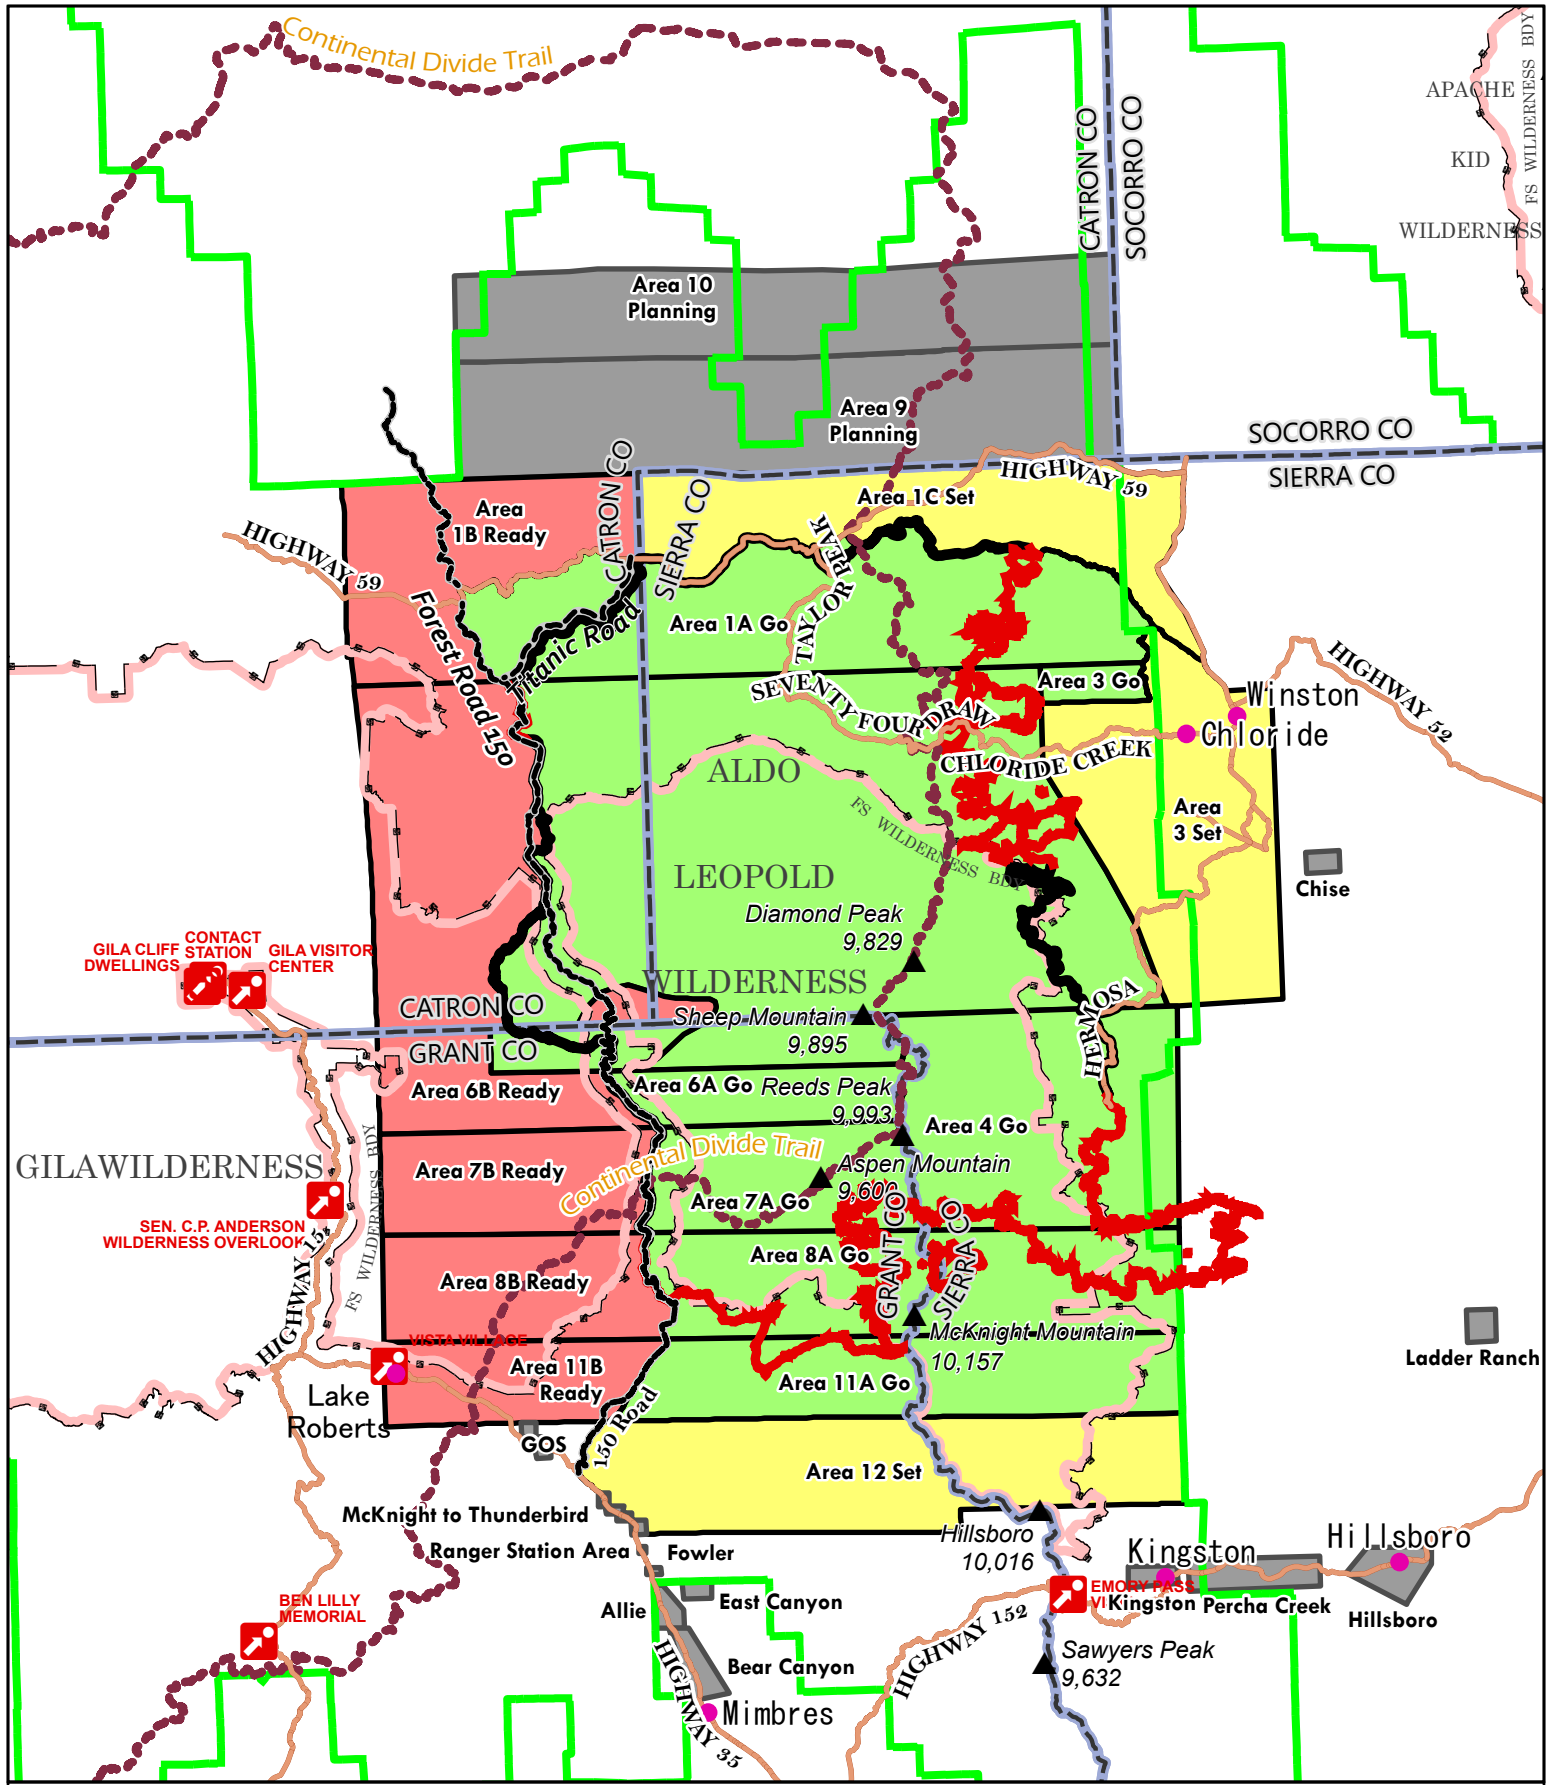 Continental Divide Trail
APACHE
KID
WILDERNESS
FS WILDERNESS BDY
CATRON CO
SOCORRO CO
Area 10
Planning
Area 9
Planning
SOCORRO CO
SIERRA CO
HIGHWAY 59
Area 1C Set
Area
1B Ready
CATRON CO
SIERRA CO
HIGHWAY 59
Forest Road 150
Titanic Road
TAYLOR PEAK
Area 1A Go
SEVENTY FOUR DRAW
Area 3 Go
HIGHWAY 52
Winston
Chloride
CHLORIDE CREEK
ALDO
FS WILDERNESS BDY
Area
3 Set
LEOPOLD
Chise
Diamond Peak
9,829
GILA CLIFF
DWELLINGS
CONTACT
STATION
GILA VISITOR
CENTER
WILDERNESS
CATRON CO
GRANT CO
Sheep Mountain
9,895
HERMOSA
Area 6B Ready
Area 6A Go
Reeds Peak
9,993
Area 4 Go
Continental Divide Trail
GILAWILDERNESS
Area 7B Ready
Aspen Mountain
9,600
Area 7A Go
SEN. C.P. ANDERSON
WILDERNESS OVERLOOK
FS WILDERNESS BDY
HIGHWAY 15
Area 8B Ready
Area 8A Go
GRANT CO
SIERRA CO
VISTA VILLAGE
McKnight Mountain
10,157
Ladder Ranch
Area 11B
Ready
Area 11A Go
Lake
Roberts
GOS
150 Road
Area 12 Set
McKnight to Thunderbird
Ranger Station Area
Fowler
Hillsboro
10,016
Kingston
Hillsboro
EMORY PASS
Kingston
Percha Creek
Hillsboro
BEN LILLY
MEMORIAL
Allie
East Canyon
HIGHWAY 152
Bear Canyon
Sawyers Peak
9,632
HIGHWAY 35
Mimbres